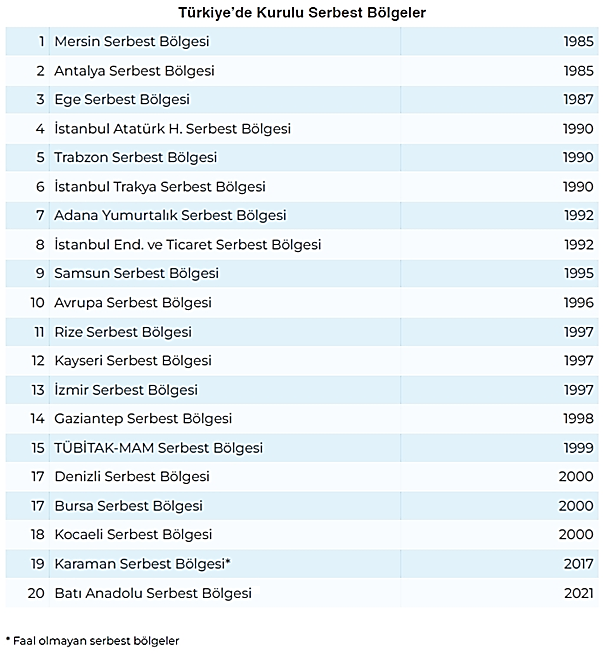 Türkiye’de Kurulu Serbest Bölgeler
1 Mersin Serbest Bölgesi 1985
2 Antalya Serbest Bölgesi 1985
3 Ege Serbest Bölgesi 1987
4 İstanbul Atatürk H. Serbest Bölgesi 1990
5 Trabzon Serbest Bölgesi 1990
6 İstanbul Trakya Serbest Bölgesi 1990
7 Adana Yumurtalık Serbest Bölgesi 1992
8 İstanbul End. ve Ticaret Serbest Bölgesi 1992
9 Samsun Serbest Bölgesi 1995
10 Avrupa Serbest Bölgesi 1996
11 Rize Serbest Bölgesi 1997
12 Kayseri Serbest Bölgesi 1997
13 İzmir Serbest Bölgesi 1997
14 Gaziantep Serbest Bölgesi 1998
15 TÜBİTAK-MAM Serbest Bölgesi 1999
17 Denizli Serbest Bölgesi 2000
17 Bursa Serbest Bölgesi 2000
18 Kocaeli Serbest Bölgesi 2000
19 Karaman Serbest Bölgesi* 2017
20 Batı Anadolu Serbest Bölgesi 2021
* Faal olmayan serbest bölgeler